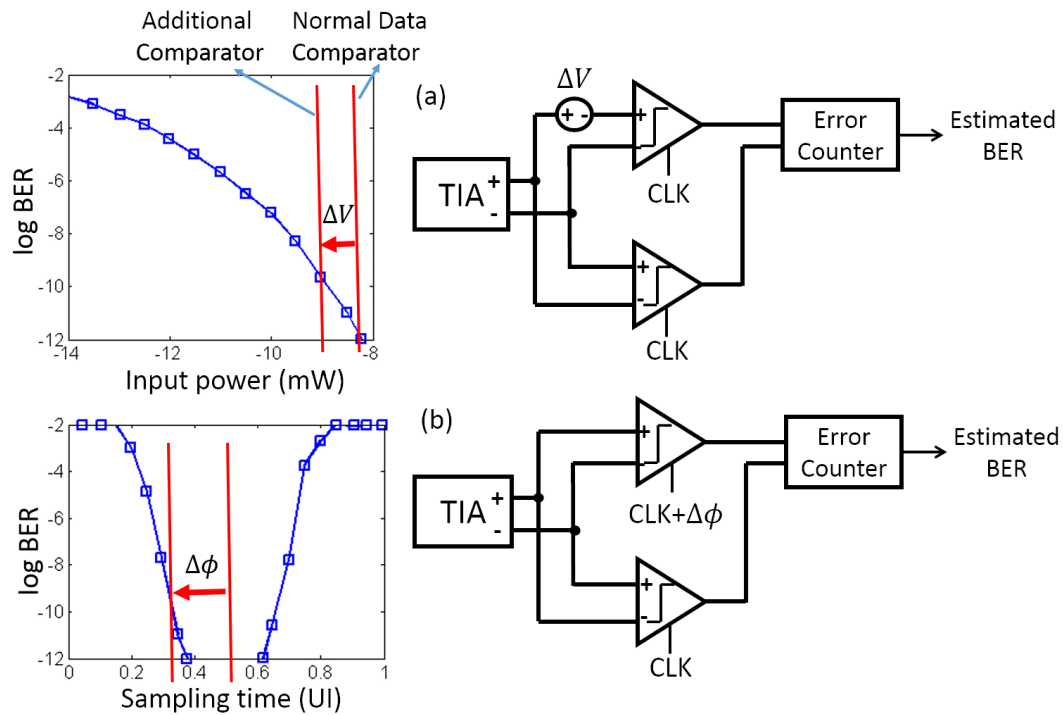 Additional
Comparator
Normal Data
Comparator
-2
-4
-6
-8
-10
-12
-14
-12
-10
-8
log BER
Input power (mW)
ΔV
(a)
ΔV
+ -
TIA
+
-
+
-
CLK
+
-
CLK
Error
Counter
Estimated
BER
-2
-4
-6
-8
-10
-12
0
0.2
0.4
0.6
0.8
1
log BER
Sampling time (UI)
Δϕ
(b)
TIA
+
-
+
-
CLK+Δϕ
+
-
CLK
Error
Counter
Estimated
BER